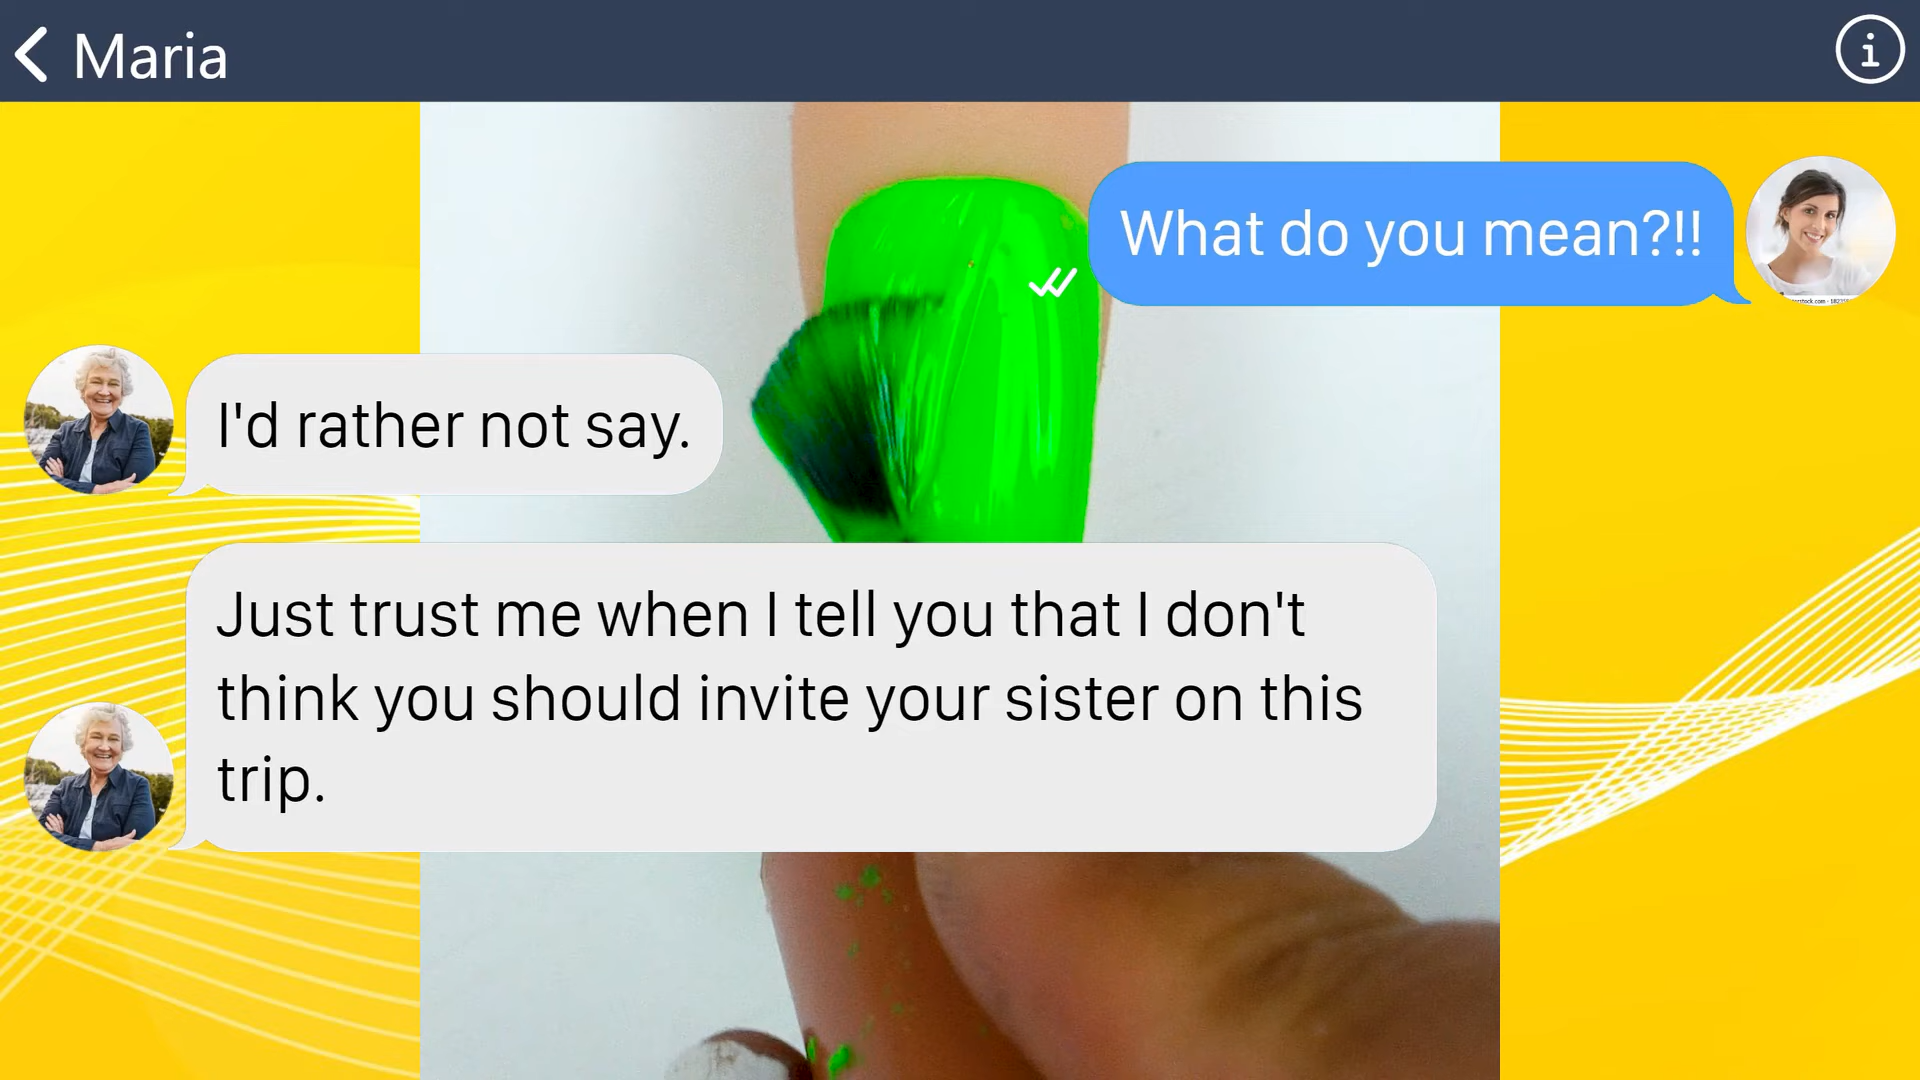 Maria
What do you mean?!!
I'd rather not say.
Just trust me when I tell you that I don't
think you should invite your sister on this
trip.